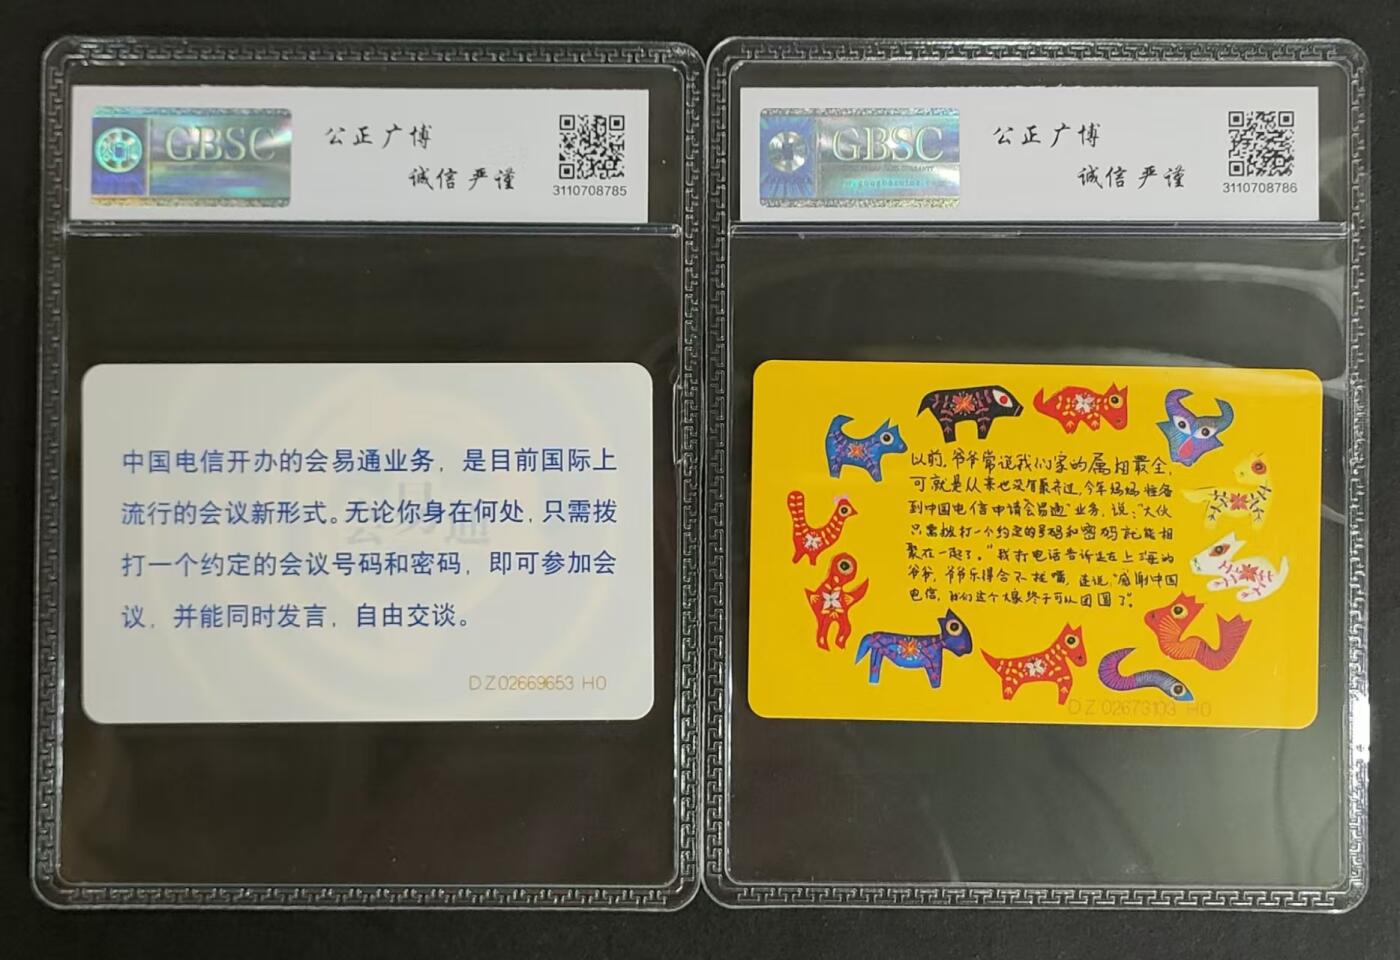 GBSC
公正广博
诚信严谨
3110708785
中国电信开办的会易通业务，是目前国际上
流行的会议新形式。无论你身在何处，只需拨
打一个约定的会议号码和密码，即可参加会
议，并能同时发言，自由交谈。
会易通
DZ02669653 H0
GBSC
公正广博
诚信严谨
3110708786
以前，爷爷常说我们家的属相最全，
可就是从来也没有聚齐过，今年妈妈
到中国电信申请"会易通"业务，说："大伙
只需拨打一个约定的号码和密码就能相
聚在一起了。"我打电话告诉远在上海的
爷爷，爷爷乐得合不拢嘴，连说，"感谢中国
电信，我们这个大家终于可以团圆了"。
DZ02673103 H0